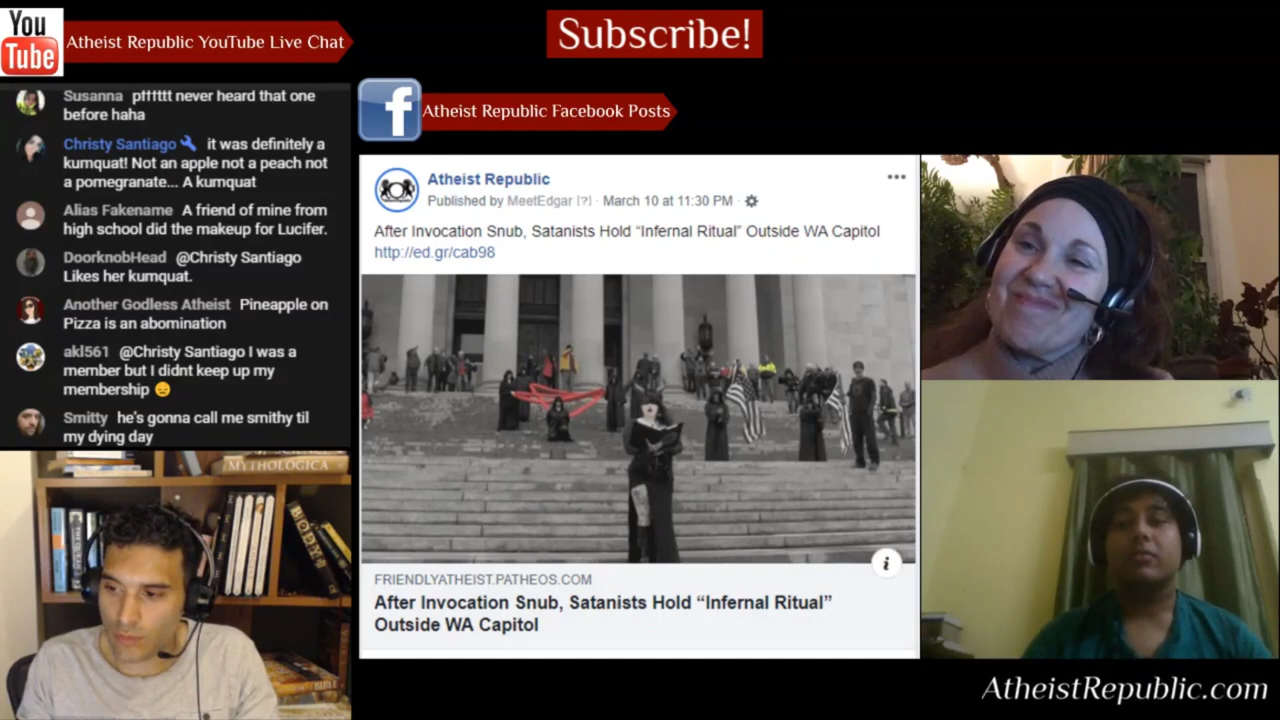 You
Tube
Atheist Republic YouTube Live Chat
Subscribe!
Susanna pfffttt never heard that one
before haha
Christy Santiago it was definitely a
kumquat! Not an apple not a peach not
a pomegranate... A kumquat
Alias Fakename A friend of mine from
high school did the makeup for Lucifer.
DoorknobHead @Christy Santiago
Likes her kumquat.
Another Godless Atheist Pineapple on
Pizza is an abomination
akl561 @Christy Santiago I was a
member but I didnt keep up my
membership 😔
Smitty he's gonna call me smithy til
my dying day
f
Atheist Republic Facebook Posts
Atheist Republic
Published by MeetEdgar [?] · March 10 at 11:30 PM ·
After Invocation Snub, Satanists Hold “Infernal Ritual” Outside WA Capitol
http://ed.gr/cab98
i
FRIENDLYATHEIST.PATHEOS.COM
After Invocation Snub, Satanists Hold “Infernal Ritual”
Outside WA Capitol
MYTHOLOGICA
BODY
BIBLE
AtheistRepublic.com